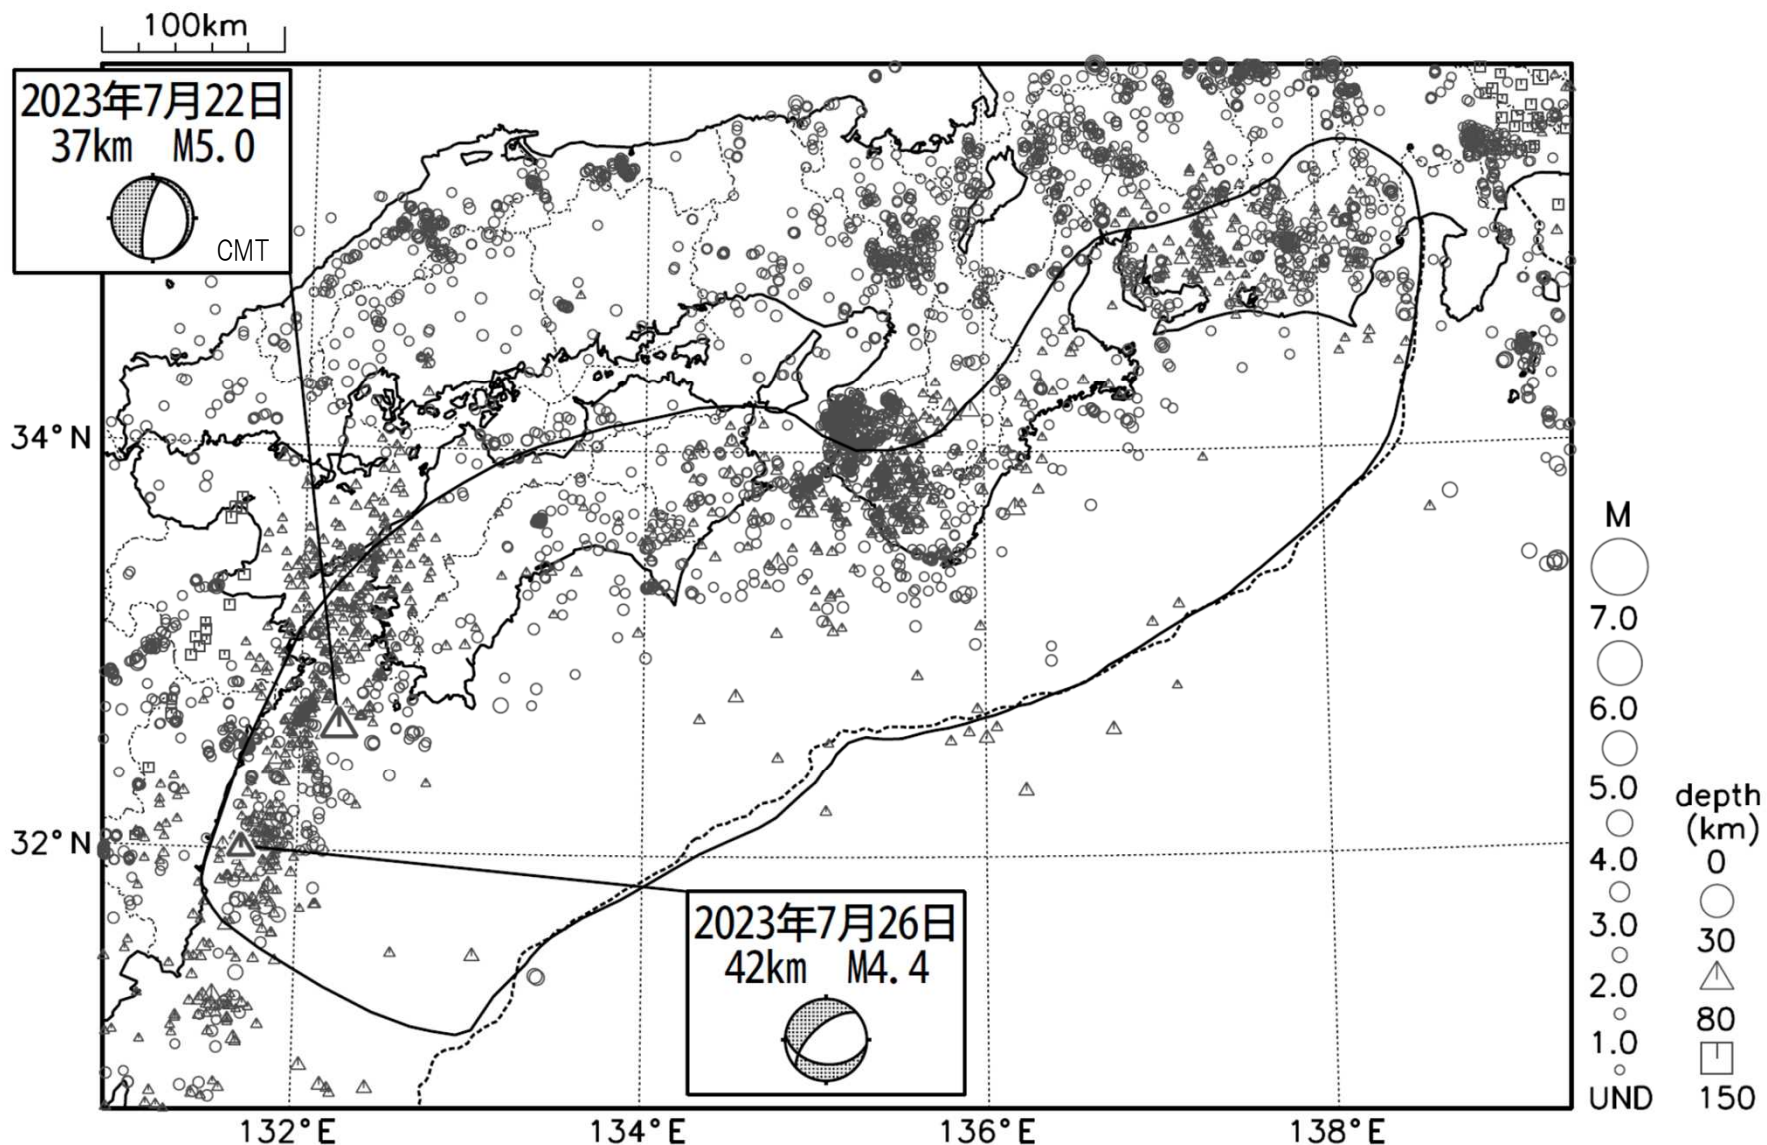 100km
2023年7月22日
37km M5.0
CMT
34°N
32°N
2023年7月26日
42km M4.4
132°E
134°E
136°E
138°E
M
7.0
6.0
5.0
4.0
3.0
2.0
1.0
UND
depth
(km)
0
30
80
150